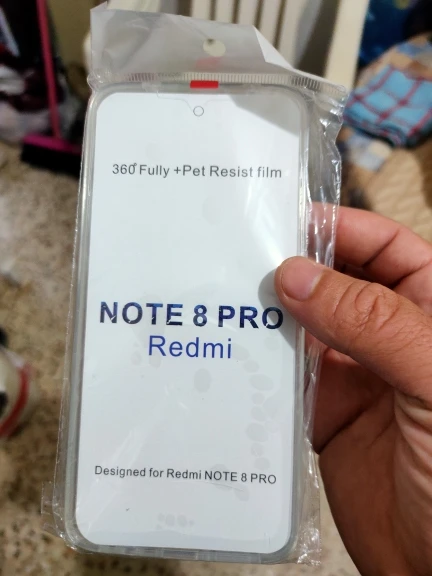 360° Fully +Pet Resist film
NOTE 8 PRO
Redmi
Designed for Redmi NOTE 8 PRO